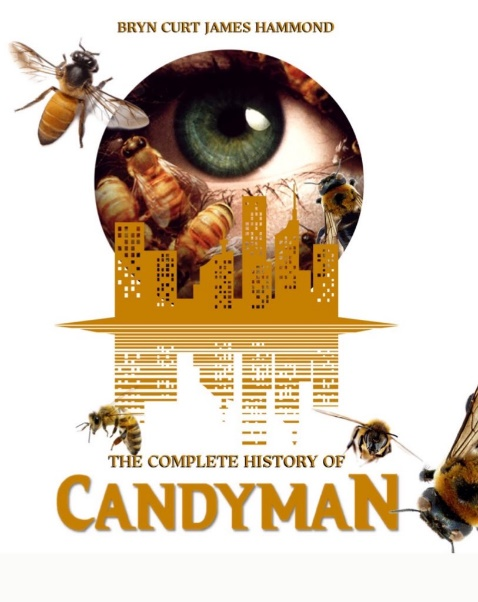 BRYN CURT JAMES HAMMOND
THE COMPLETE HISTORY OF
CANDYMAN